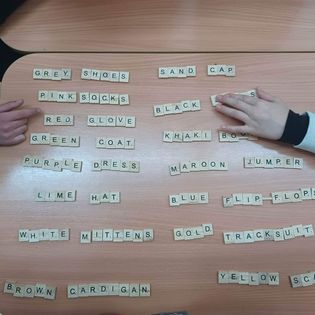 GREY SHOES
SAND CAP
PINK SOCKS
BLACK
RED GLOVE
KHAKI
GREEN COAT
PURPLE DRESS
MAROON JUMPER
LIME HAT
BLUE FLIP FLOPS
WHITE MITTENS
GOLD TRACKSUIT
YELLOW
BROWN CARDIGAN